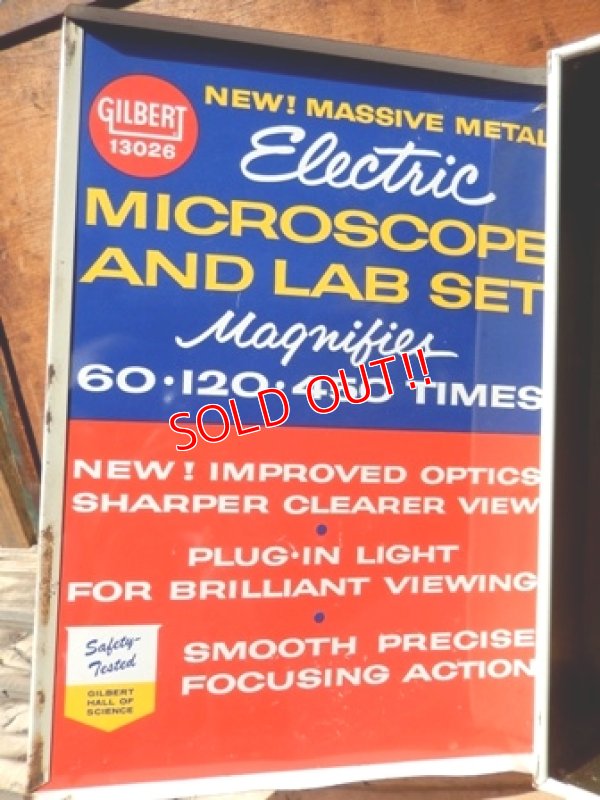 GILBERT
13026
NEW! MASSIVE METAL
Electric
MICROSCOPE
AND LAB SET
Magnifies
60·120·450 TIMES
SOLD OUT!!
NEW! IMPROVED OPTICS
SHARPER CLEARER VIEW
PLUG·IN LIGHT
FOR BRILLIANT VIEWING
SMOOTH PRECISE
FOCUSING ACTION
Safety-
Tested
GILBERT
HALL OF
SCIENCE